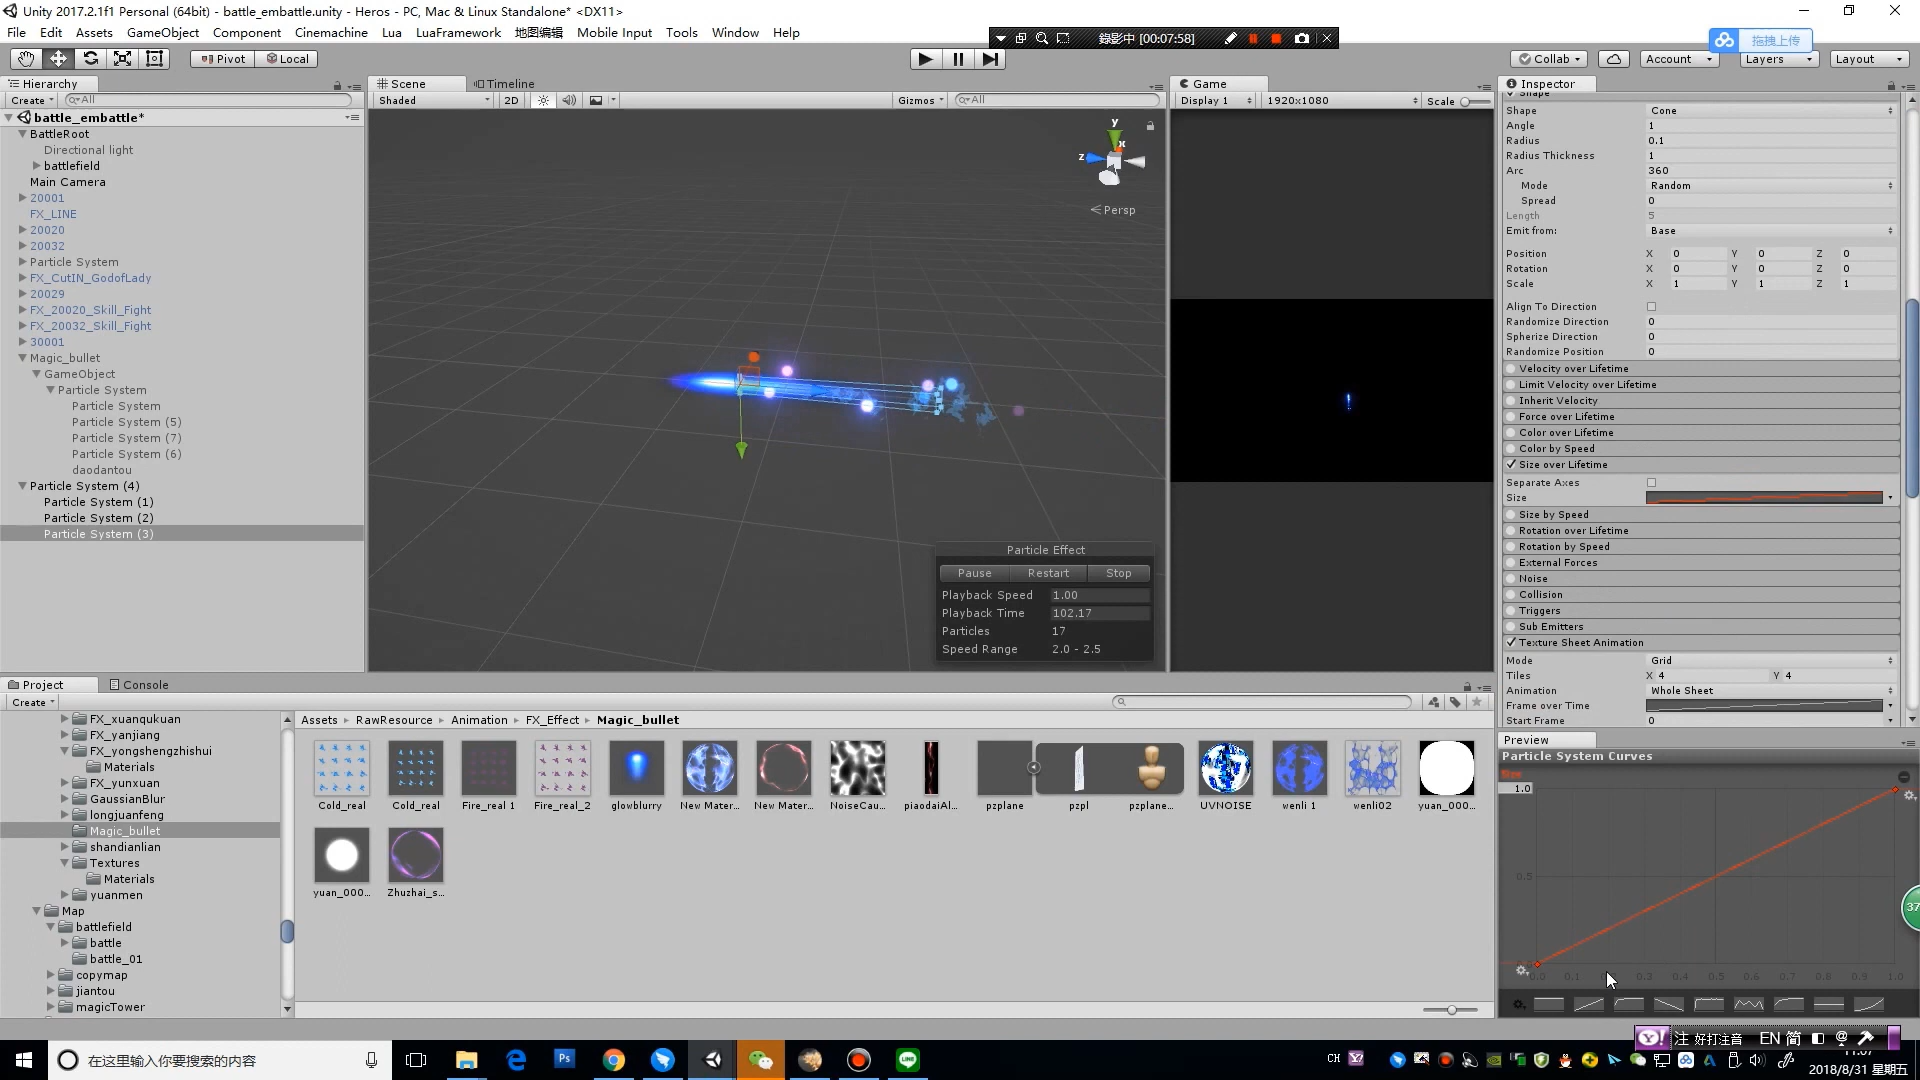 Unity 2017.2.1f1 Personal (64bit) - battle_embattle.unity - Heros - PC, Mac & Linux Standalone* <DX11>
File Edit Assets GameObject Component Cinemachine Lua LuaFramework 地图编辑 Mobile Input Tools Window Help
錄影中 [00:07:58]
拖拽上传
Pivot Local
Collab Account Layers Layout
Hierarchy
Create All
battle_embattle*
BattleRoot
Directional light
battlefield
Main Camera
20001
FX_LINE
20020
20032
Particle System
FX_CutIN_GodofLady
20029
FX_20020_Skill_Fight
FX_20032_Skill_Fight
30001
Magic_bullet
GameObject
Particle System
Particle System
Particle System (5)
Particle System (7)
Particle System (6)
daodantou
Particle System (4)
Particle System (1)
Particle System (2)
Particle System (3)
Scene Timeline
Shaded 2D Gizmos All
y
x
z
Persp
Particle Effect
Pause Restart Stop
Playback Speed 1.00
Playback Time 102.17
Particles 17
Speed Range 2.0 - 2.5
Game
Display 1 1920x1080 Scale
Inspector
Shape
Shape Cone
Angle 1
Radius 0.1
Radius Thickness 1
Arc 360
Mode Random
Spread 0
Length 5
Emit from: Base
Position X 0 Y 0 Z 0
Rotation X 0 Y 0 Z 0
Scale X 1 Y 1 Z 1
Align To Direction
Randomize Direction 0
Spherize Direction 0
Randomize Position 0
Velocity over Lifetime
Limit Velocity over Lifetime
Inherit Velocity
Force over Lifetime
Color over Lifetime
Color by Speed
Size over Lifetime
Separate Axes
Size
Size by Speed
Rotation over Lifetime
Rotation by Speed
External Forces
Noise
Collision
Triggers
Sub Emitters
Texture Sheet Animation
Mode Grid
Tiles X 4 Y 4
Animation Whole Sheet
Frame over Time
Start Frame 0
Preview
Particle System Curves
Size
1.0
0.5
0.1 0.3 0.4 0.5 0.6 0.7 0.8 0.9 1.0
37
Project Console
Create
FX_xuanqukuan
FX_yanjiang
FX_yongshengzhishui
Materials
FX_yunxuan
GaussianBlur
longjuanfeng
Magic_bullet
shandianlian
Textures
Materials
yuanmen
Map
battlefield
battle
battle_01
copymap
jiantou
magicTower
Assets RawResource Animation FX_Effect Magic_bullet
Cold_real Cold_real Fire_real 1 Fire_real_2 glowblurry New Mater... New Mater... NoiseCau... piaodaiAl... pzplane pzpl pzplane... UVNOISE wenli 1 wenli02 yuan_000...
yuan_000... Zhuzhai_s...
Y! 注 好打注音 EN 简
在这里输入你要搜索的内容
Ps
LINE
CH
11:07
2018/8/31 星期五